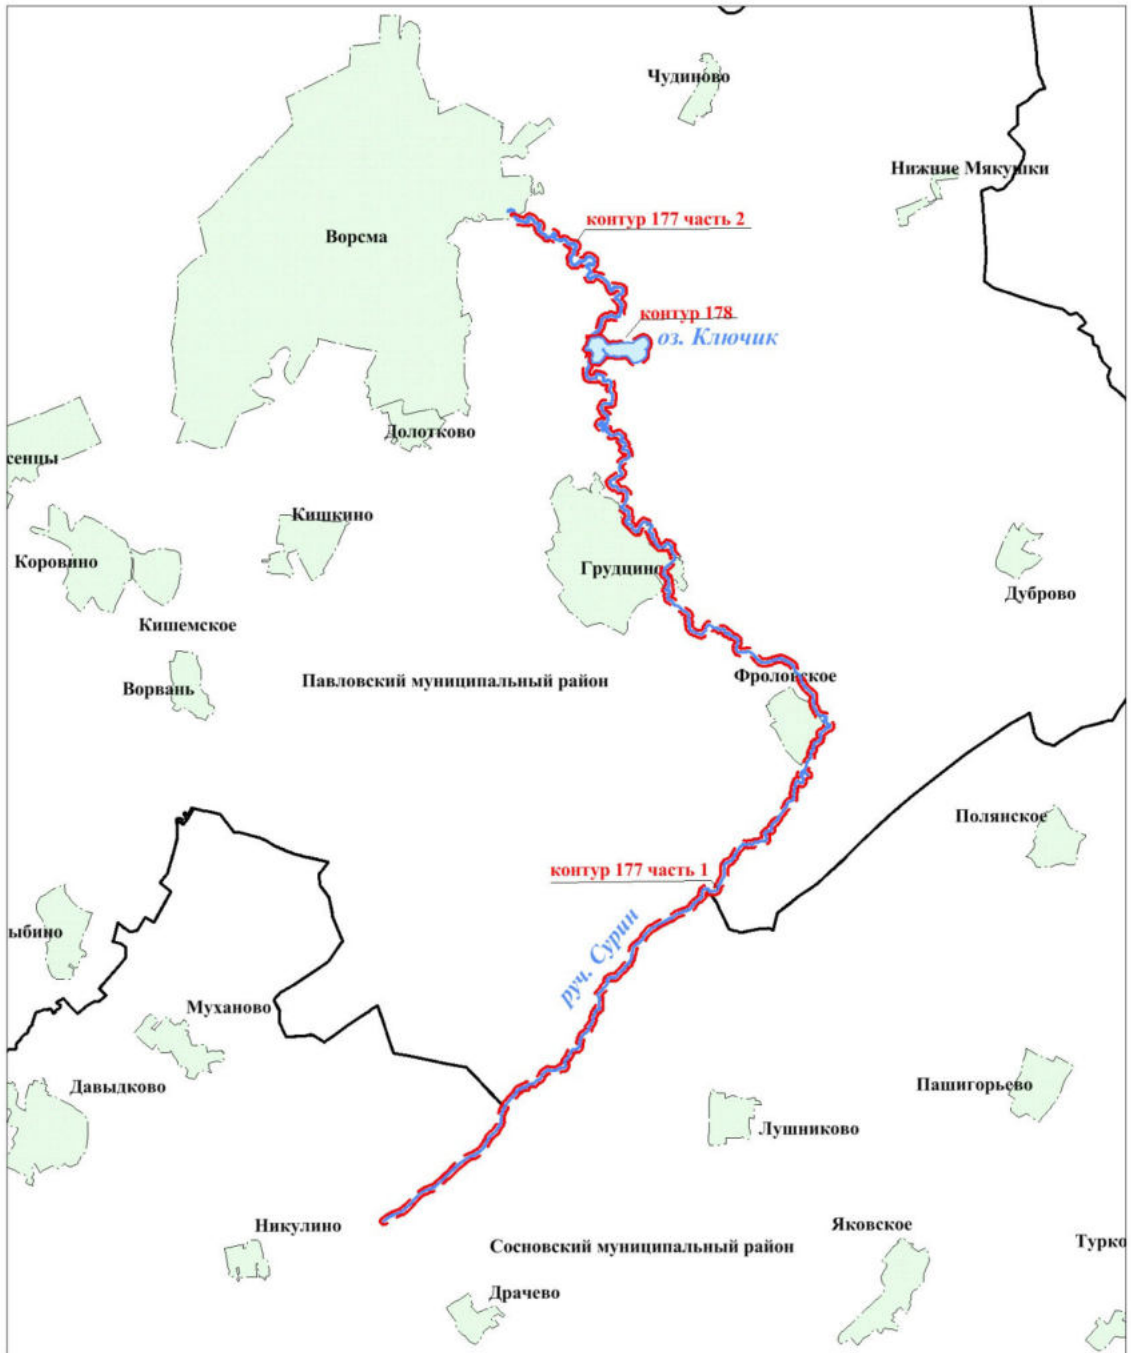 Чудиново
Нижние Мякушки
контур 177 часть 2
Ворсма
контур 178
оз. Ключик
Долотково
сенцы
Кишкино
Коровино
Грудцино
Дуброво
Кишемское
Павловский муниципальный район
Фроловское
Ворвань
Полянское
контур 177 часть 1
ыбино
руч. Сурин
Муханово
Давыдково
Пашигорьево
Лушниково
Никулино
Яковское
Сосновский муниципальный район
Турко
Драчево